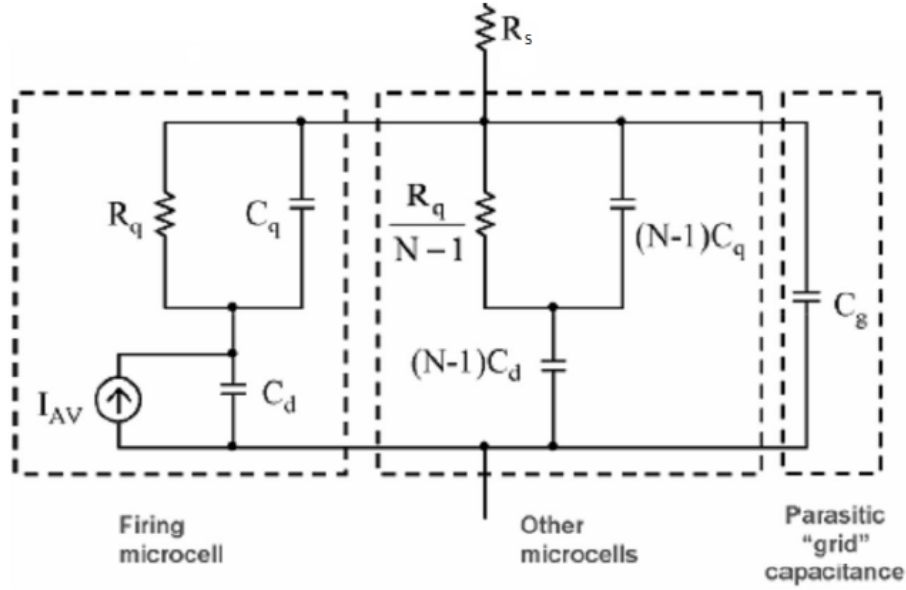 Rs
Rq
Cq
Rq
N−1
(N-1)Cq
(N-1)Cd
Cg
IAV
Cd
Firing
microcell
Other
microcells
Parasitic
“grid”
capacitance